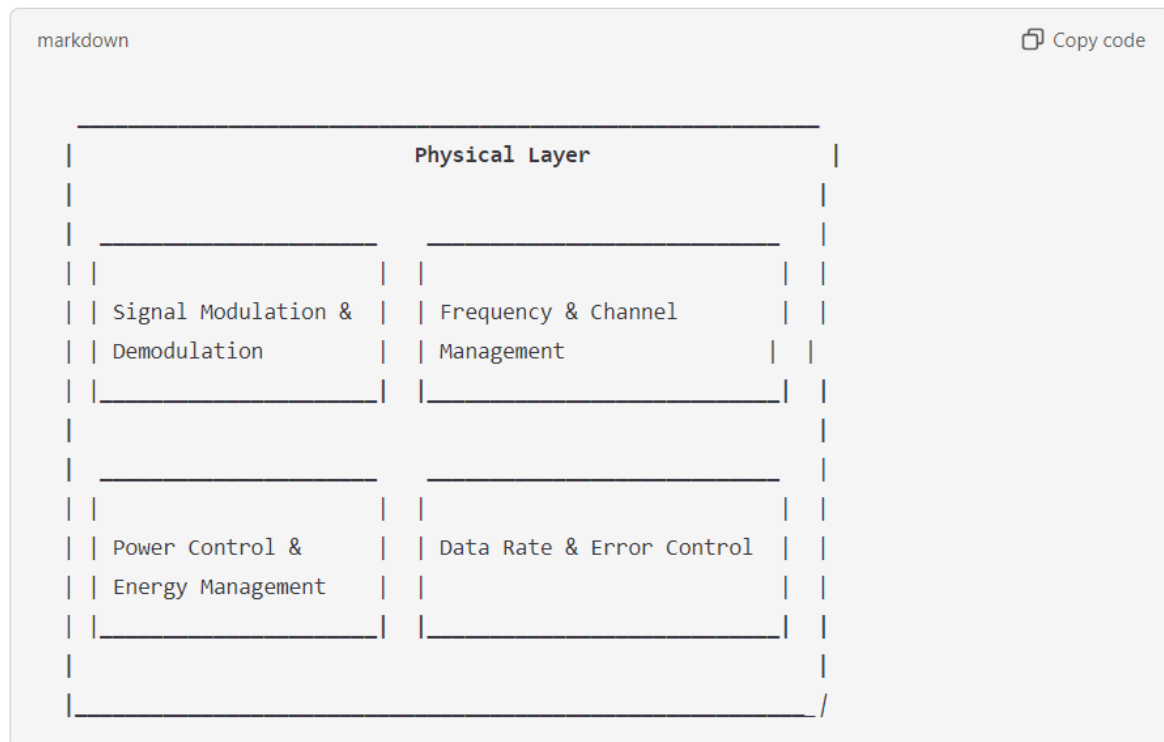 markdown
Copy code
Physical Layer
Signal Modulation &
Demodulation
Frequency & Channel
Management
Power Control &
Energy Management
Data Rate & Error Control